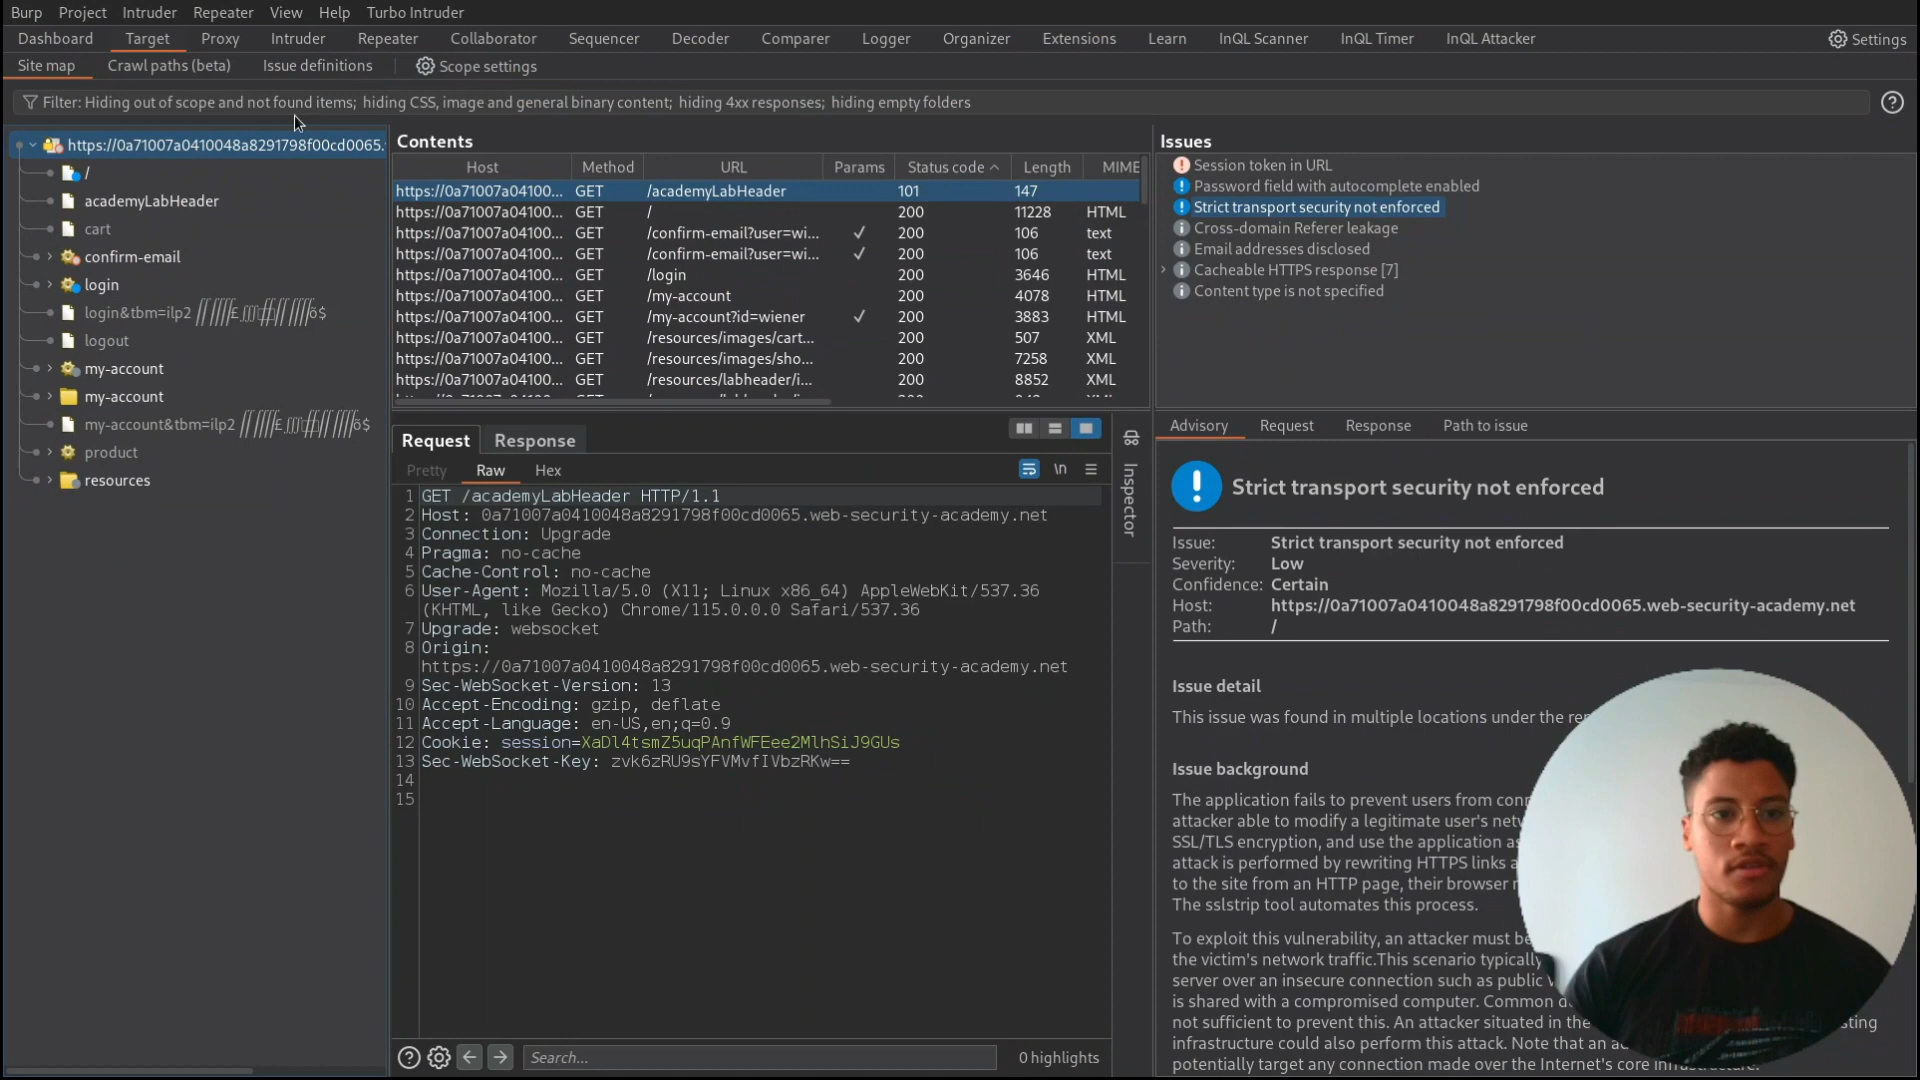 Burp Project Intruder Repeater View Help Turbo Intruder
Dashboard Target Proxy Intruder Repeater Collaborator Sequencer Decoder Comparer Logger Organizer Extensions Learn InQL Scanner InQL Timer InQL Attacker Settings
Site map Crawl paths (beta) Issue definitions Scope settings
Filter: Hiding out of scope and not found items; hiding CSS, image and general binary content; hiding 4xx responses; hiding empty folders
https://0a71007a0410048a8291798f00cd0065.
/
academyLabHeader
cart
confirm-email
login
login&tbm=ilp2
logout
my-account
my-account
my-account&tbm=ilp2
product
resources
Contents
Host Method URL Params Status code Length MIME
https://0a71007a04100... GET /academyLabHeader 101 147
https://0a71007a04100... GET / 200 11228 HTML
https://0a71007a04100... GET /confirm-email?user=wi... ✓ 200 106 text
https://0a71007a04100... GET /confirm-email?user=wi... ✓ 200 106 text
https://0a71007a04100... GET /login 200 3646 HTML
https://0a71007a04100... GET /my-account 200 4078 HTML
https://0a71007a04100... GET /my-account?id=wiener ✓ 200 3883 HTML
https://0a71007a04100... GET /resources/images/cart... 200 507 XML
https://0a71007a04100... GET /resources/images/sho... 200 7258 XML
https://0a71007a04100... GET /resources/labheader/i... 200 8852 XML
Request Response
Pretty Raw Hex \n
Inspector
1 GET /academyLabHeader HTTP/1.1
2 Host: 0a71007a0410048a8291798f00cd0065.web-security-academy.net
3 Connection: Upgrade
4 Pragma: no-cache
5 Cache-Control: no-cache
6 User-Agent: Mozilla/5.0 (X11; Linux x86_64) AppleWebKit/537.36
(KHTML, like Gecko) Chrome/115.0.0.0 Safari/537.36
7 Upgrade: websocket
8 Origin:
https://0a71007a0410048a8291798f00cd0065.web-security-academy.net
9 Sec-WebSocket-Version: 13
10 Accept-Encoding: gzip, deflate
11 Accept-Language: en-US,en;q=0.9
12 Cookie: session=XaDl4tsmZ5uqPAnfWFEee2MlhSiJ9GUs
13 Sec-WebSocket-Key: zvk6zRU9sYFVMvfIVbzRKw==
14
15
Search... 0 highlights
Issues
Session token in URL
Password field with autocomplete enabled
Strict transport security not enforced
Cross-domain Referer leakage
Email addresses disclosed
Cacheable HTTPS response [7]
Content type is not specified
Advisory Request Response Path to issue
Strict transport security not enforced
Issue: Strict transport security not enforced
Severity: Low
Confidence: Certain
Host: https://0a71007a0410048a8291798f00cd0065.web-security-academy.net
Path: /
Issue detail
This issue was found in multiple locations under the
Issue background
The application fails to prevent users from
attacker able to modify a legitimate user's
SSL/TLS encryption, and use the application
attack is performed by rewriting HTTPS links
to the site from an HTTP page, their browser
The sslstrip tool automates this process.
To exploit this vulnerability, an attacker must
the victim's network traffic.This scenario typically
server over an insecure connection such as public
is shared with a compromised computer. Common
not sufficient to prevent this. An attacker situated in the
infrastructure could also perform this attack. Note that an
potentially target any connection made over the Internet's core